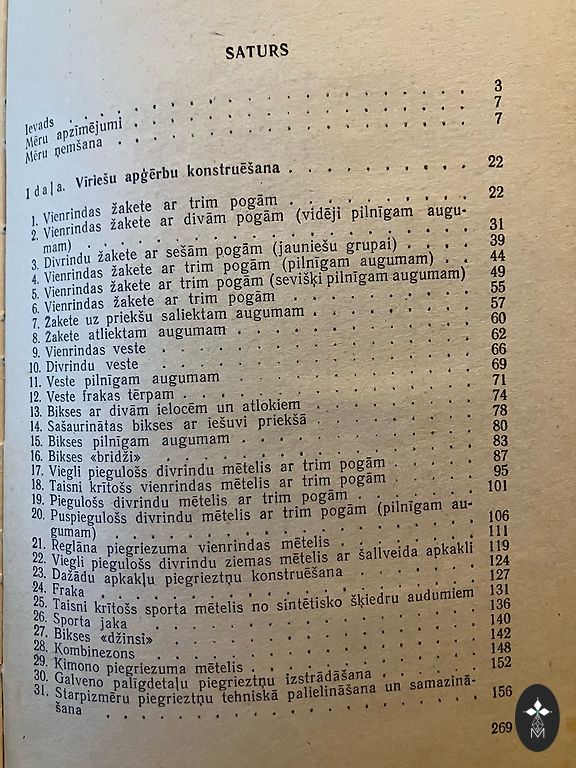 SATURS
Ievads 3
Mēru apzīmējumi 7
Mēru ņemšana 7
I daļa. Vīriešu apģērbu konstruēšana 22
1. Vienrindas žakete ar trim pogām 22
2. Vienrindas žakete ar divām pogām (vidēji pilnīgam augu-
mam) 31
3. Divrindu žakete ar sešām pogām (jauniešu grupai) 39
4. Vienrindas žakete ar trim pogām (pilnīgam augumam) 44
5. Vienrindas žakete ar trim pogām (sevišķi pilnīgam augumam) 49
6. Vienrindas žakete ar trim pogām 55
7. Žakete uz priekšu saliektam augumam 57
8. Žakete atliektam augumam 60
9. Vienrindas veste 62
10. Divrindu veste 66
11. Veste pilnīgam augumam 69
12. Veste frakas tērpam 71
13. Bikses ar divām ielocēm un atlokiem 74
14. Sašaurinātas bikses ar iešuvi priekšā 78
15. Bikses pilnīgam augumam 80
16. Bikses «bridži» 83
17. Viegli piegulošs divrindu mētelis ar trim pogām 87
18. Taisni krītošs vienrindas mētelis ar trim pogām 95
19. Piegulošs divrindu mētelis ar trim pogām 101
20. Puspiegulošs divrindu mētelis ar trim pogām (pilnīgam au-
gumam) 106
21. Reglāna piegriezuma vienrindas mētelis 111
22. Viegli piegulošs divrindu ziemas mētelis ar šallveida apkakli 119
23. Dažādu apkakļu piegrieztņu konstruēšana 124
24. Fraka 127
25. Taisni krītošs sporta mētelis no sintētisko šķiedru audumiem 131
26. Sporta jaka 136
27. Bikses «džinsi» 140
28. Kombinezons 142
29. Kimono piegriezuma mētelis 148
30. Galveno palīgdetaļu piegrieztņu izstrādāšana 152
31. Starpizmēru piegrieztņu tehniskā palielināšana un samazinā-
šana 156
269
M